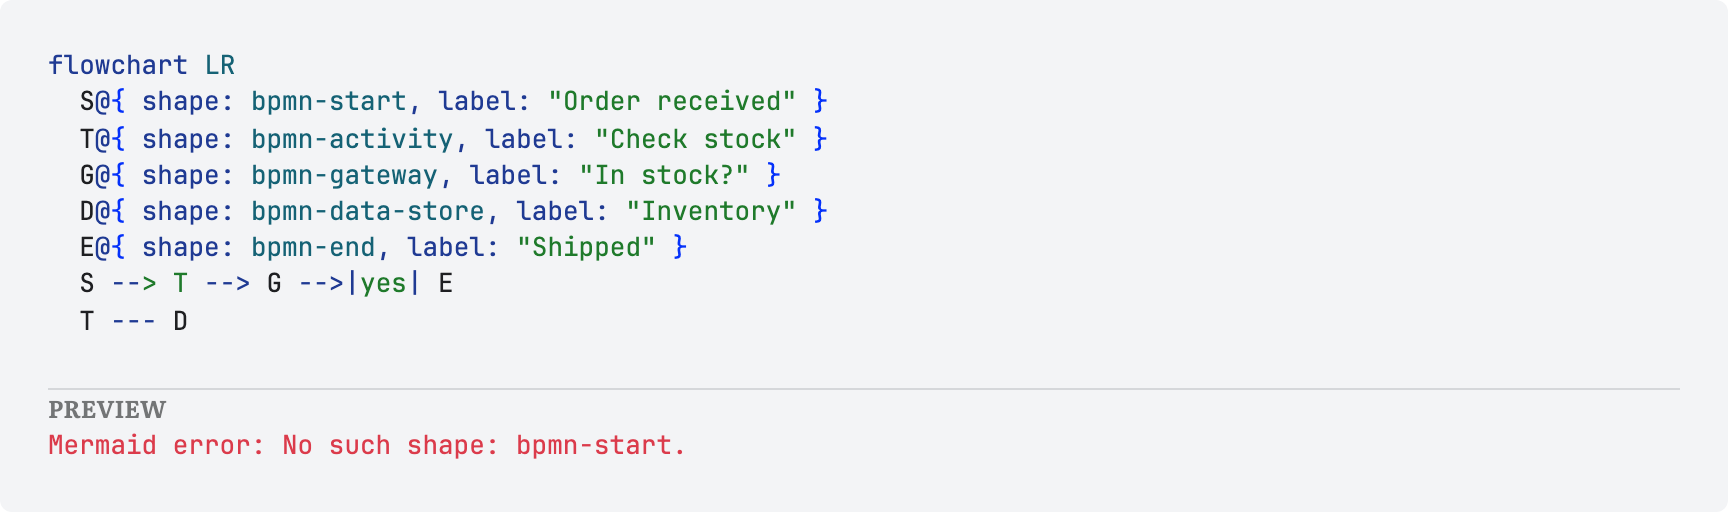 flowchart LR
  S@{ shape: bpmn-start, label: "Order received" }
  T@{ shape: bpmn-activity, label: "Check stock" }
  G@{ shape: bpmn-gateway, label: "In stock?" }
  D@{ shape: bpmn-data-store, label: "Inventory" }
  E@{ shape: bpmn-end, label: "Shipped" }
  S --> T --> G -->|yes| E
  T --- D
PREVIEW
Mermaid error: No such shape: bpmn-start.